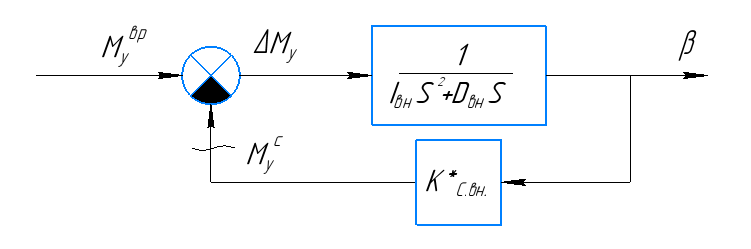 M_y^вр
ΔM_y
1
I_вн S^2+D_вн S
β
M_y^c
K*_С.вн.